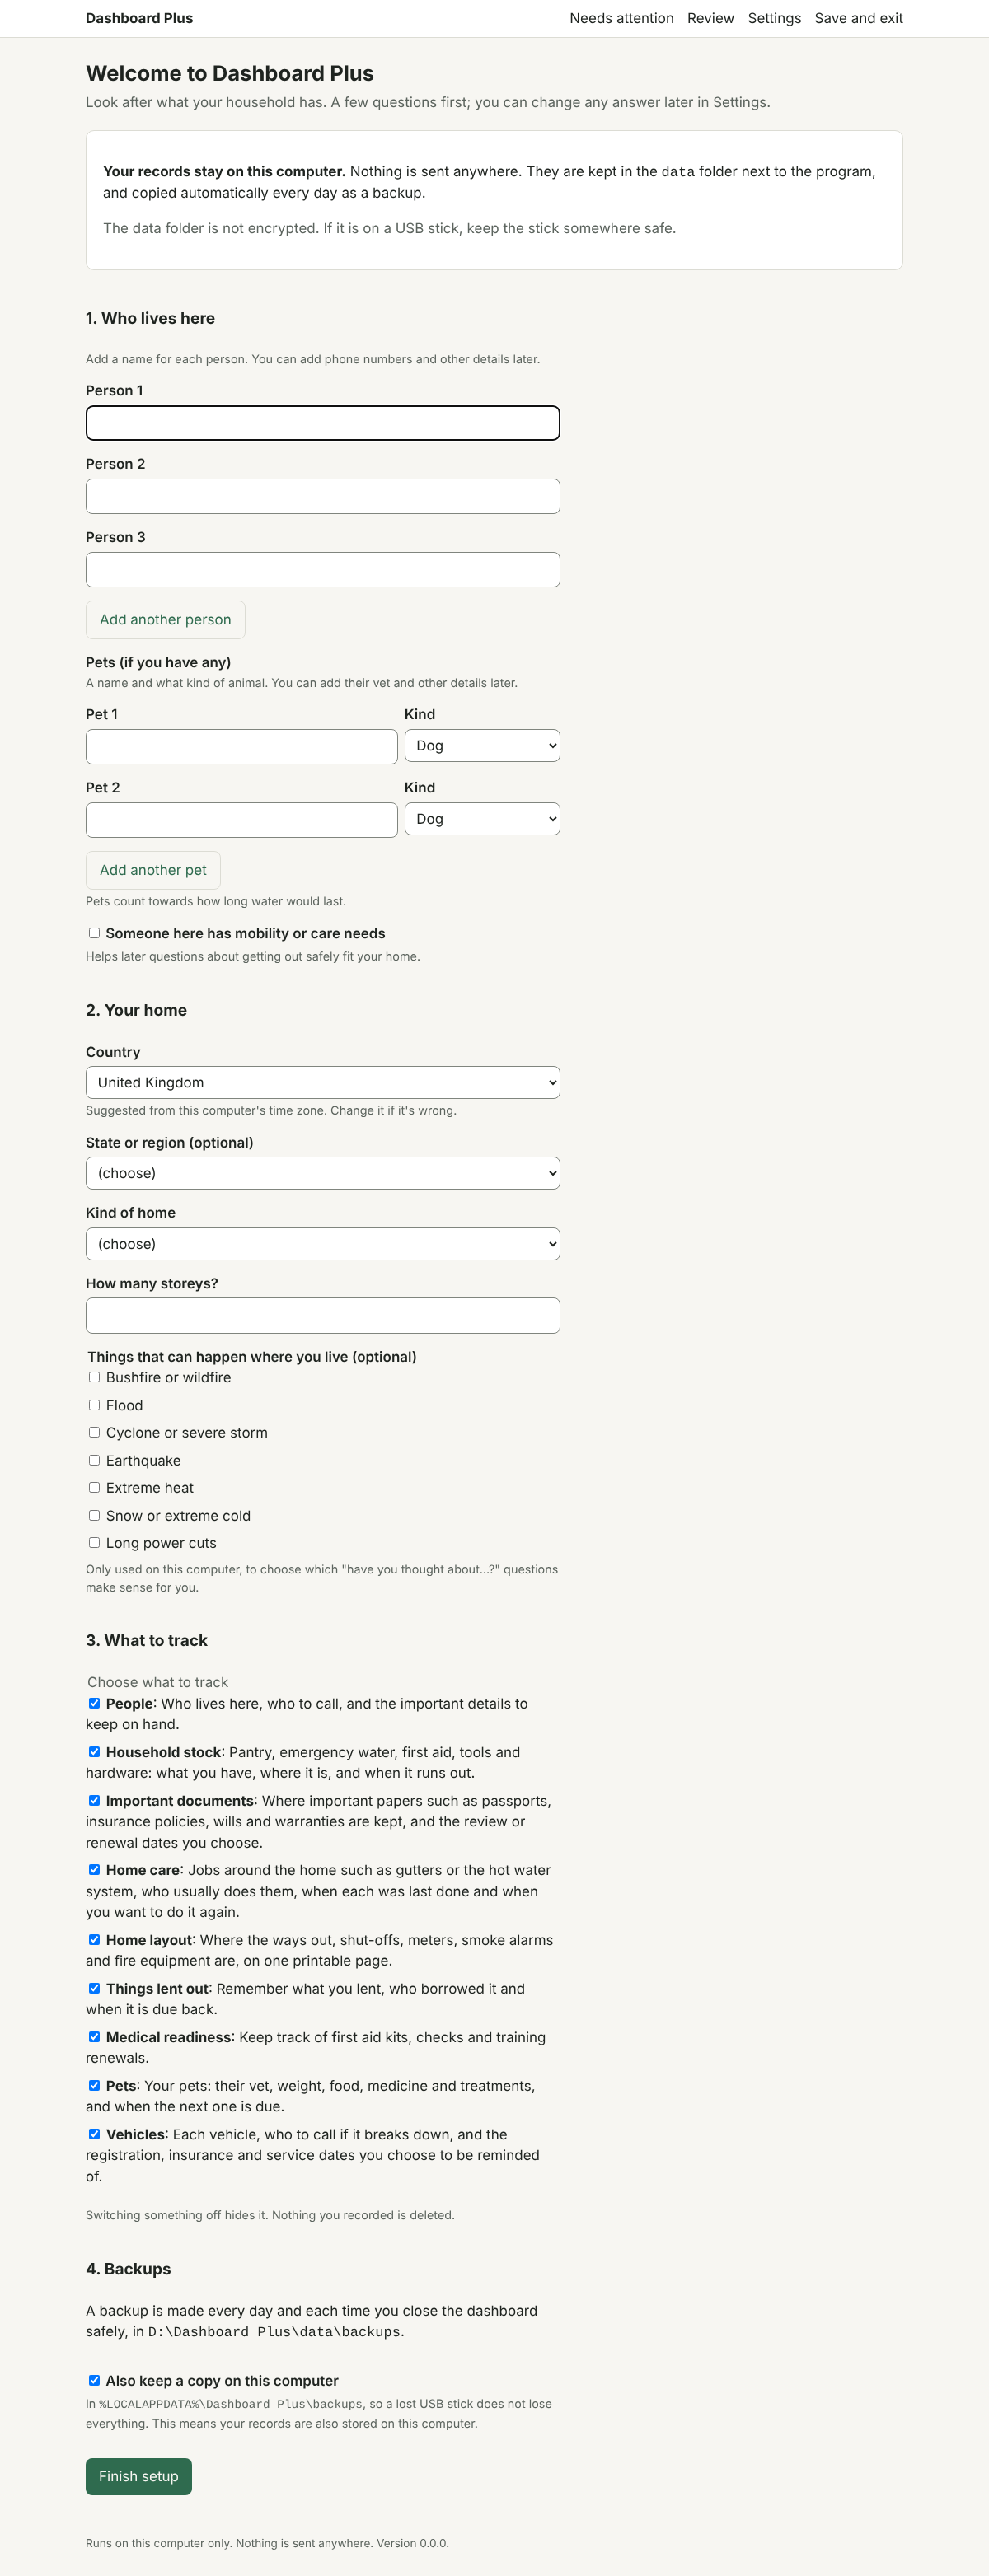 Dashboard Plus
Needs attention Review Settings Save and exit
Welcome to Dashboard Plus
Look after what your household has. A few questions first; you can change any answer later in Settings.
Your records stay on this computer. Nothing is sent anywhere. They are kept in the data folder next to the program,
and copied automatically every day as a backup.
The data folder is not encrypted. If it is on a USB stick, keep the stick somewhere safe.
1. Who lives here
Add a name for each person. You can add phone numbers and other details later.
Person 1
Person 2
Person 3
Add another person
Pets (if you have any)
A name and what kind of animal. You can add their vet and other details later.
Pet 1 Kind
Dog
Pet 2 Kind
Dog
Add another pet
Pets count towards how long water would last.
Someone here has mobility or care needs
Helps later questions about getting out safely fit your home.
2. Your home
Country
United Kingdom
Suggested from this computer's time zone. Change it if it's wrong.
State or region (optional)
(choose)
Kind of home
(choose)
How many storeys?
Things that can happen where you live (optional)
Bushfire or wildfire
Flood
Cyclone or severe storm
Earthquake
Extreme heat
Snow or extreme cold
Long power cuts
Only used on this computer, to choose which "have you thought about...?" questions
make sense for you.
3. What to track
Choose what to track
People: Who lives here, who to call, and the important details to
keep on hand.
Household stock: Pantry, emergency water, first aid, tools and
hardware: what you have, where it is, and when it runs out.
Important documents: Where important papers such as passports,
insurance policies, wills and warranties are kept, and the review or
renewal dates you choose.
Home care: Jobs around the home such as gutters or the hot water
system, who usually does them, when each was last done and when
you want to do it again.
Home layout: Where the ways out, shut-offs, meters, smoke alarms
and fire equipment are, on one printable page.
Things lent out: Remember what you lent, who borrowed it and
when it is due back.
Medical readiness: Keep track of first aid kits, checks and training
renewals.
Pets: Your pets: their vet, weight, food, medicine and treatments,
and when the next one is due.
Vehicles: Each vehicle, who to call if it breaks down, and the
registration, insurance and service dates you choose to be reminded
of.
Switching something off hides it. Nothing you recorded is deleted.
4. Backups
A backup is made every day and each time you close the dashboard
safely, in D:\Dashboard Plus\data\backups.
Also keep a copy on this computer
In %LOCALAPPDATA%\Dashboard Plus\backups, so a lost USB stick does not lose
everything. This means your records are also stored on this computer.
Finish setup
Runs on this computer only. Nothing is sent anywhere. Version 0.0.0.